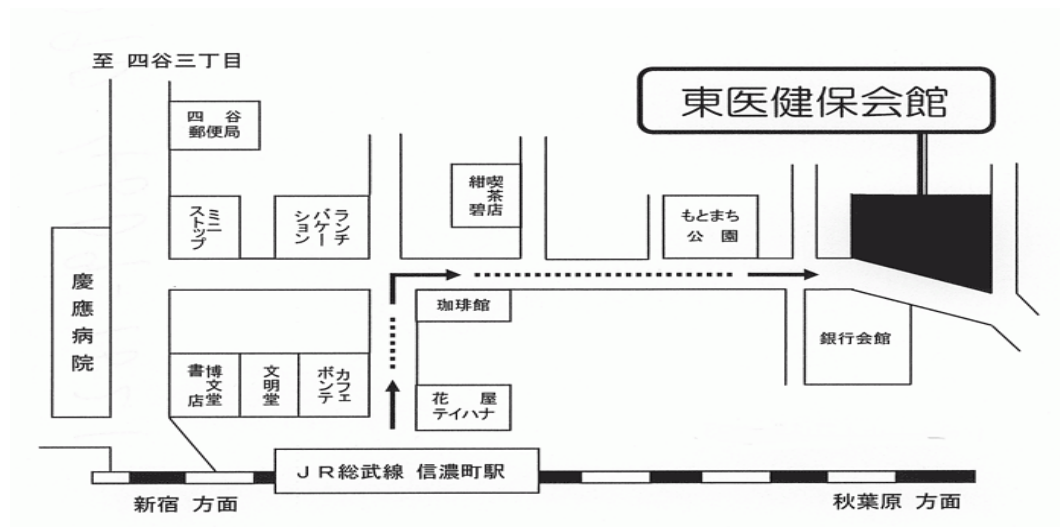 至 四谷三丁目
東医健保会館
四 谷
郵便局
ミニ
ストップ
ランチ
バケー
ション
喫茶店
紺碧
もとまち
公 園
慶應病院
珈琲館
銀行会館
博文堂
書店
文明堂
カフェ
ボンテ
花 屋
テイハナ
JR総武線 信濃町駅
新宿 方面
秋葉原 方面